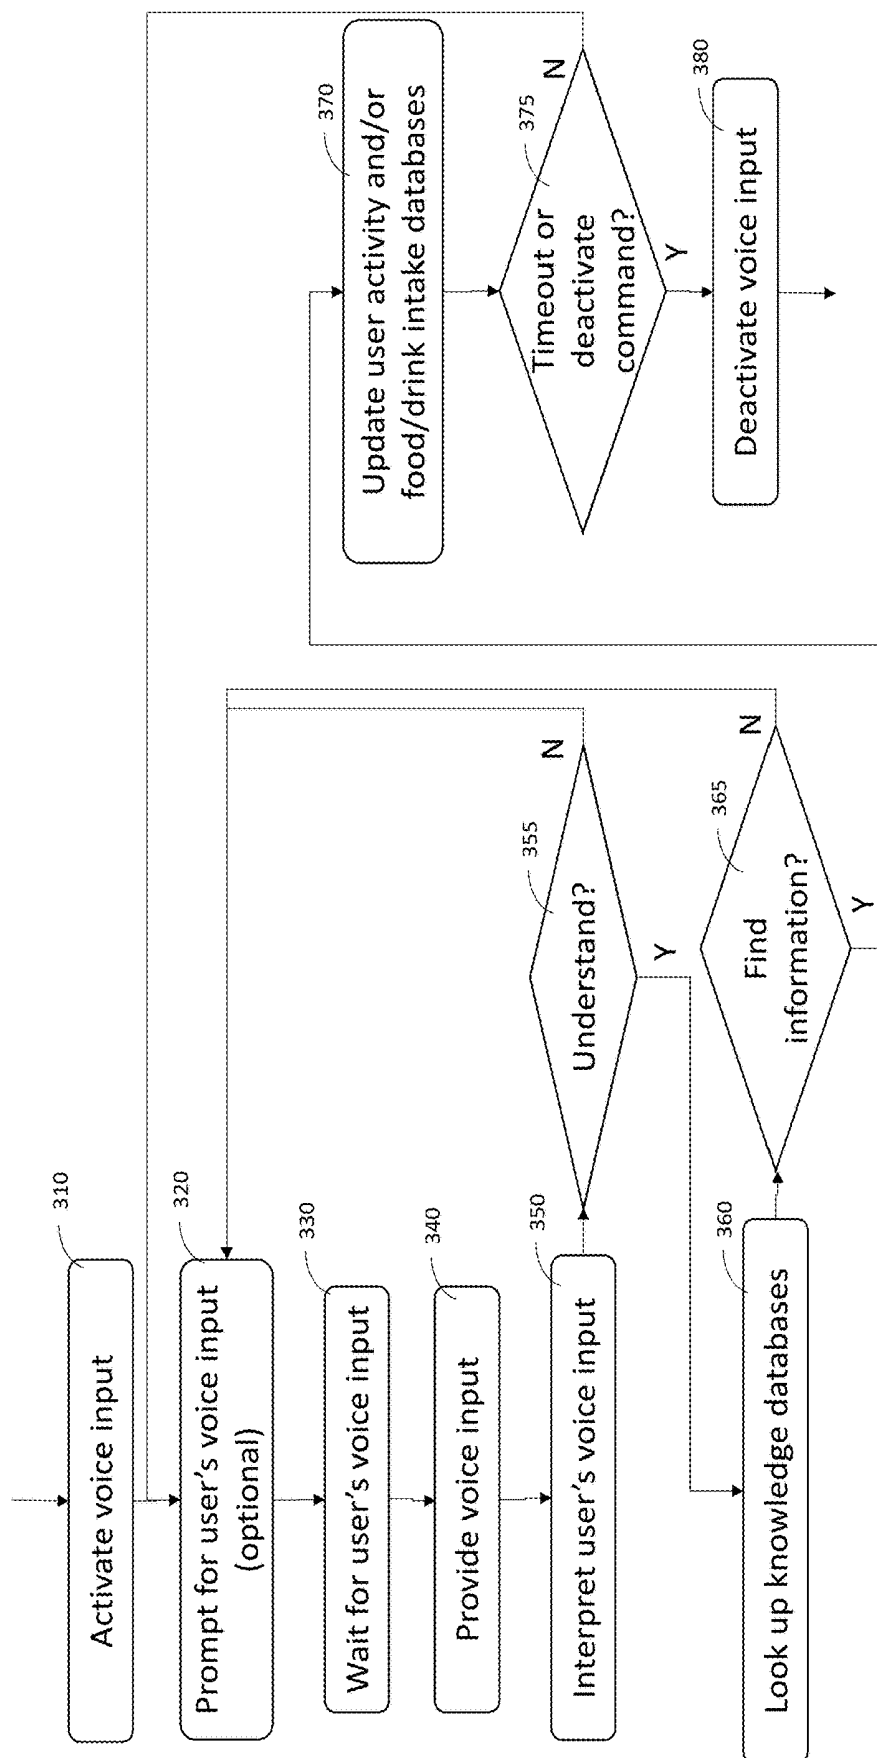 310
Activate voice input
320
Prompt for user's voice input
(optional)
330
Wait for user's voice input
340
Provide voice input
350
Interpret user's voice input
355
Understand?
N
Y
360
Look up knowledge databases
365
Find
information?
N
Y
370
Update user activity and/or
food/drink intake databases
375
Timeout or
deactivate
command?
N
Y
380
Deactivate voice input